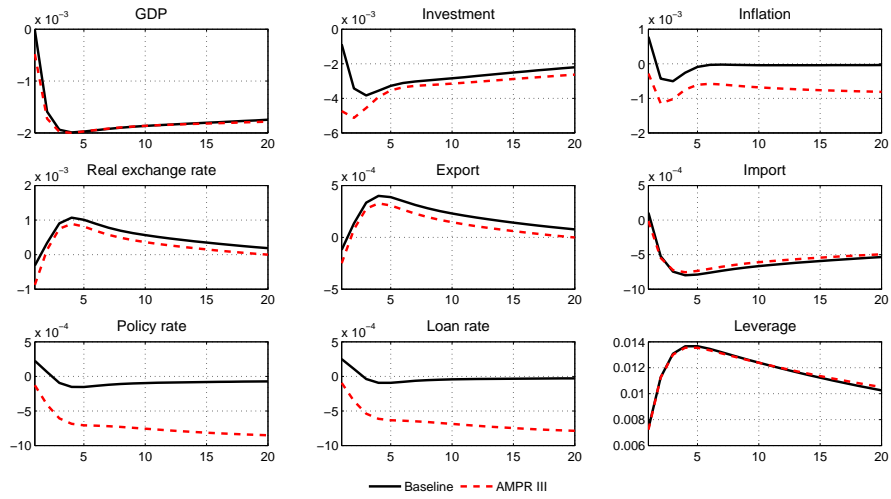 GDP
x 10⁻³
0
−1
−2
5 10 15 20
Investment
x 10⁻³
0
−2
−4
−6
5 10 15 20
Inflation
x 10⁻³
1
0
−1
−2
5 10 15 20
Real exchange rate
x 10⁻³
2
1
0
−1
5 10 15 20
Export
x 10⁻⁴
5
0
−5
5 10 15 20
Import
x 10⁻⁴
5
0
−5
−10
5 10 15 20
Policy rate
x 10⁻⁴
5
0
−5
−10
5 10 15 20
Loan rate
x 10⁻⁴
5
0
−5
−10
5 10 15 20
Leverage
0.014
0.012
0.01
0.008
0.006
5 10 15 20
Baseline AMPR III